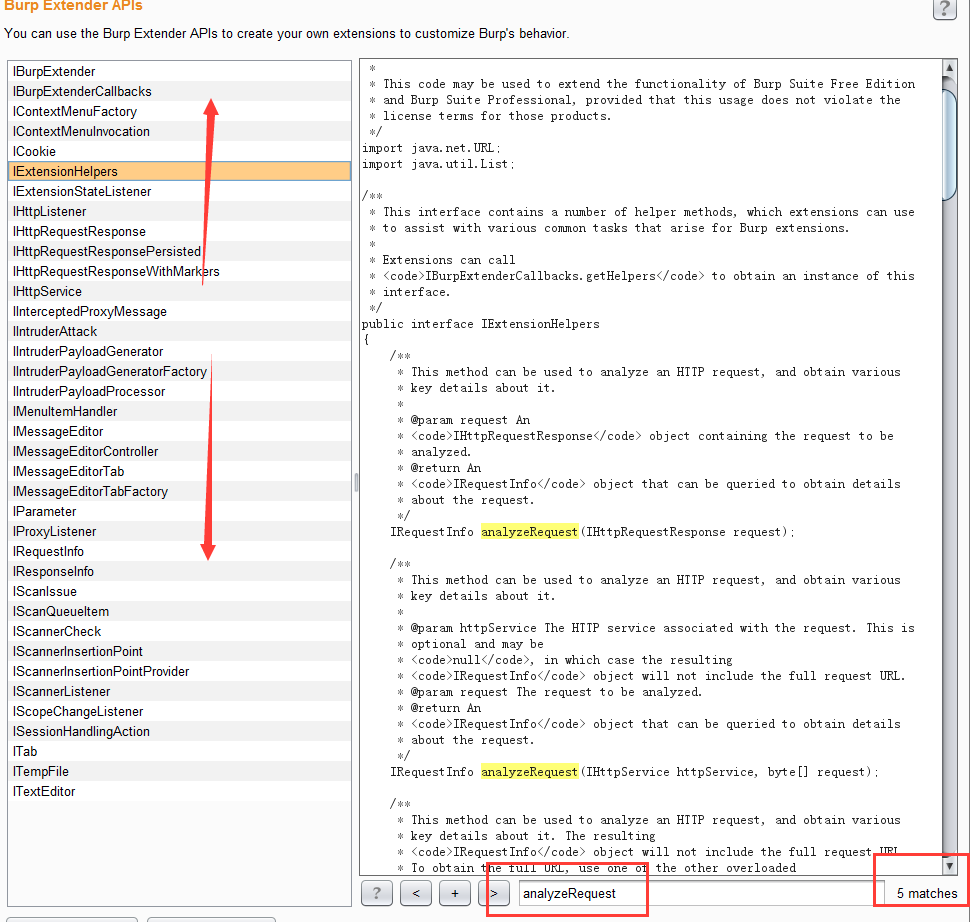 Burp Extender APIs
?
You can use the Burp Extender APIs to create your own extensions to customize Burp's behavior.
IBurpExtender
IBurpExtenderCallbacks
IContextMenuFactory
IContextMenuInvocation
ICookie
IExtensionHelpers
IExtensionStateListener
IHttpListener
IHttpRequestResponse
IHttpRequestResponsePersisted
IHttpRequestResponseWithMarkers
IHttpService
IInterceptedProxyMessage
IIntruderAttack
IIntruderPayloadGenerator
IIntruderPayloadGeneratorFactory
IIntruderPayloadProcessor
IMenuItemHandler
IMessageEditor
IMessageEditorController
IMessageEditorTab
IMessageEditorTabFactory
IParameter
IProxyListener
IRequestInfo
IResponseInfo
IScanIssue
IScanQueueItem
IScannerCheck
IScannerInsertionPoint
IScannerInsertionPointProvider
IScannerListener
IScopeChangeListener
ISessionHandlingAction
ITab
ITempFile
ITextEditor
*
* This code may be used to extend the functionality of Burp Suite Free Edition
* and Burp Suite Professional, provided that this usage does not violate the
* license terms for those products.
*/
import java.net.URL;
import java.util.List;
/**
* This interface contains a number of helper methods, which extensions can use
* to assist with various common tasks that arise for Burp extensions.
*
* Extensions can call
* <code>IBurpExtenderCallbacks.getHelpers</code> to obtain an instance of this
* interface.
*/
public interface IExtensionHelpers
{
/**
* This method can be used to analyze an HTTP request, and obtain various
* key details about it.
*
* @param request An
* <code>IHttpRequestResponse</code> object containing the request to be
* analyzed.
* @return An
* <code>IRequestInfo</code> object that can be queried to obtain details
* about the request.
*/
IRequestInfo analyzeRequest(IHttpRequestResponse request);
/**
* This method can be used to analyze an HTTP request, and obtain various
* key details about it.
*
* @param httpService The HTTP service associated with the request. This is
* optional and may be
* <code>null</code>, in which case the resulting
* <code>IRequestInfo</code> object will not include the full request URL.
* @param request The request to be analyzed.
* @return An
* <code>IRequestInfo</code> object that can be queried to obtain details
* about the request.
*/
IRequestInfo analyzeRequest(IHttpService httpService, byte[] request);
/**
* This method can be used to analyze an HTTP request, and obtain various
* key details about it. The resulting
* <code>IRequestInfo</code> object will not include the full request URL.
* To obtain the full URL, use one of the other overloaded
? < + > analyzeRequest 5 matches